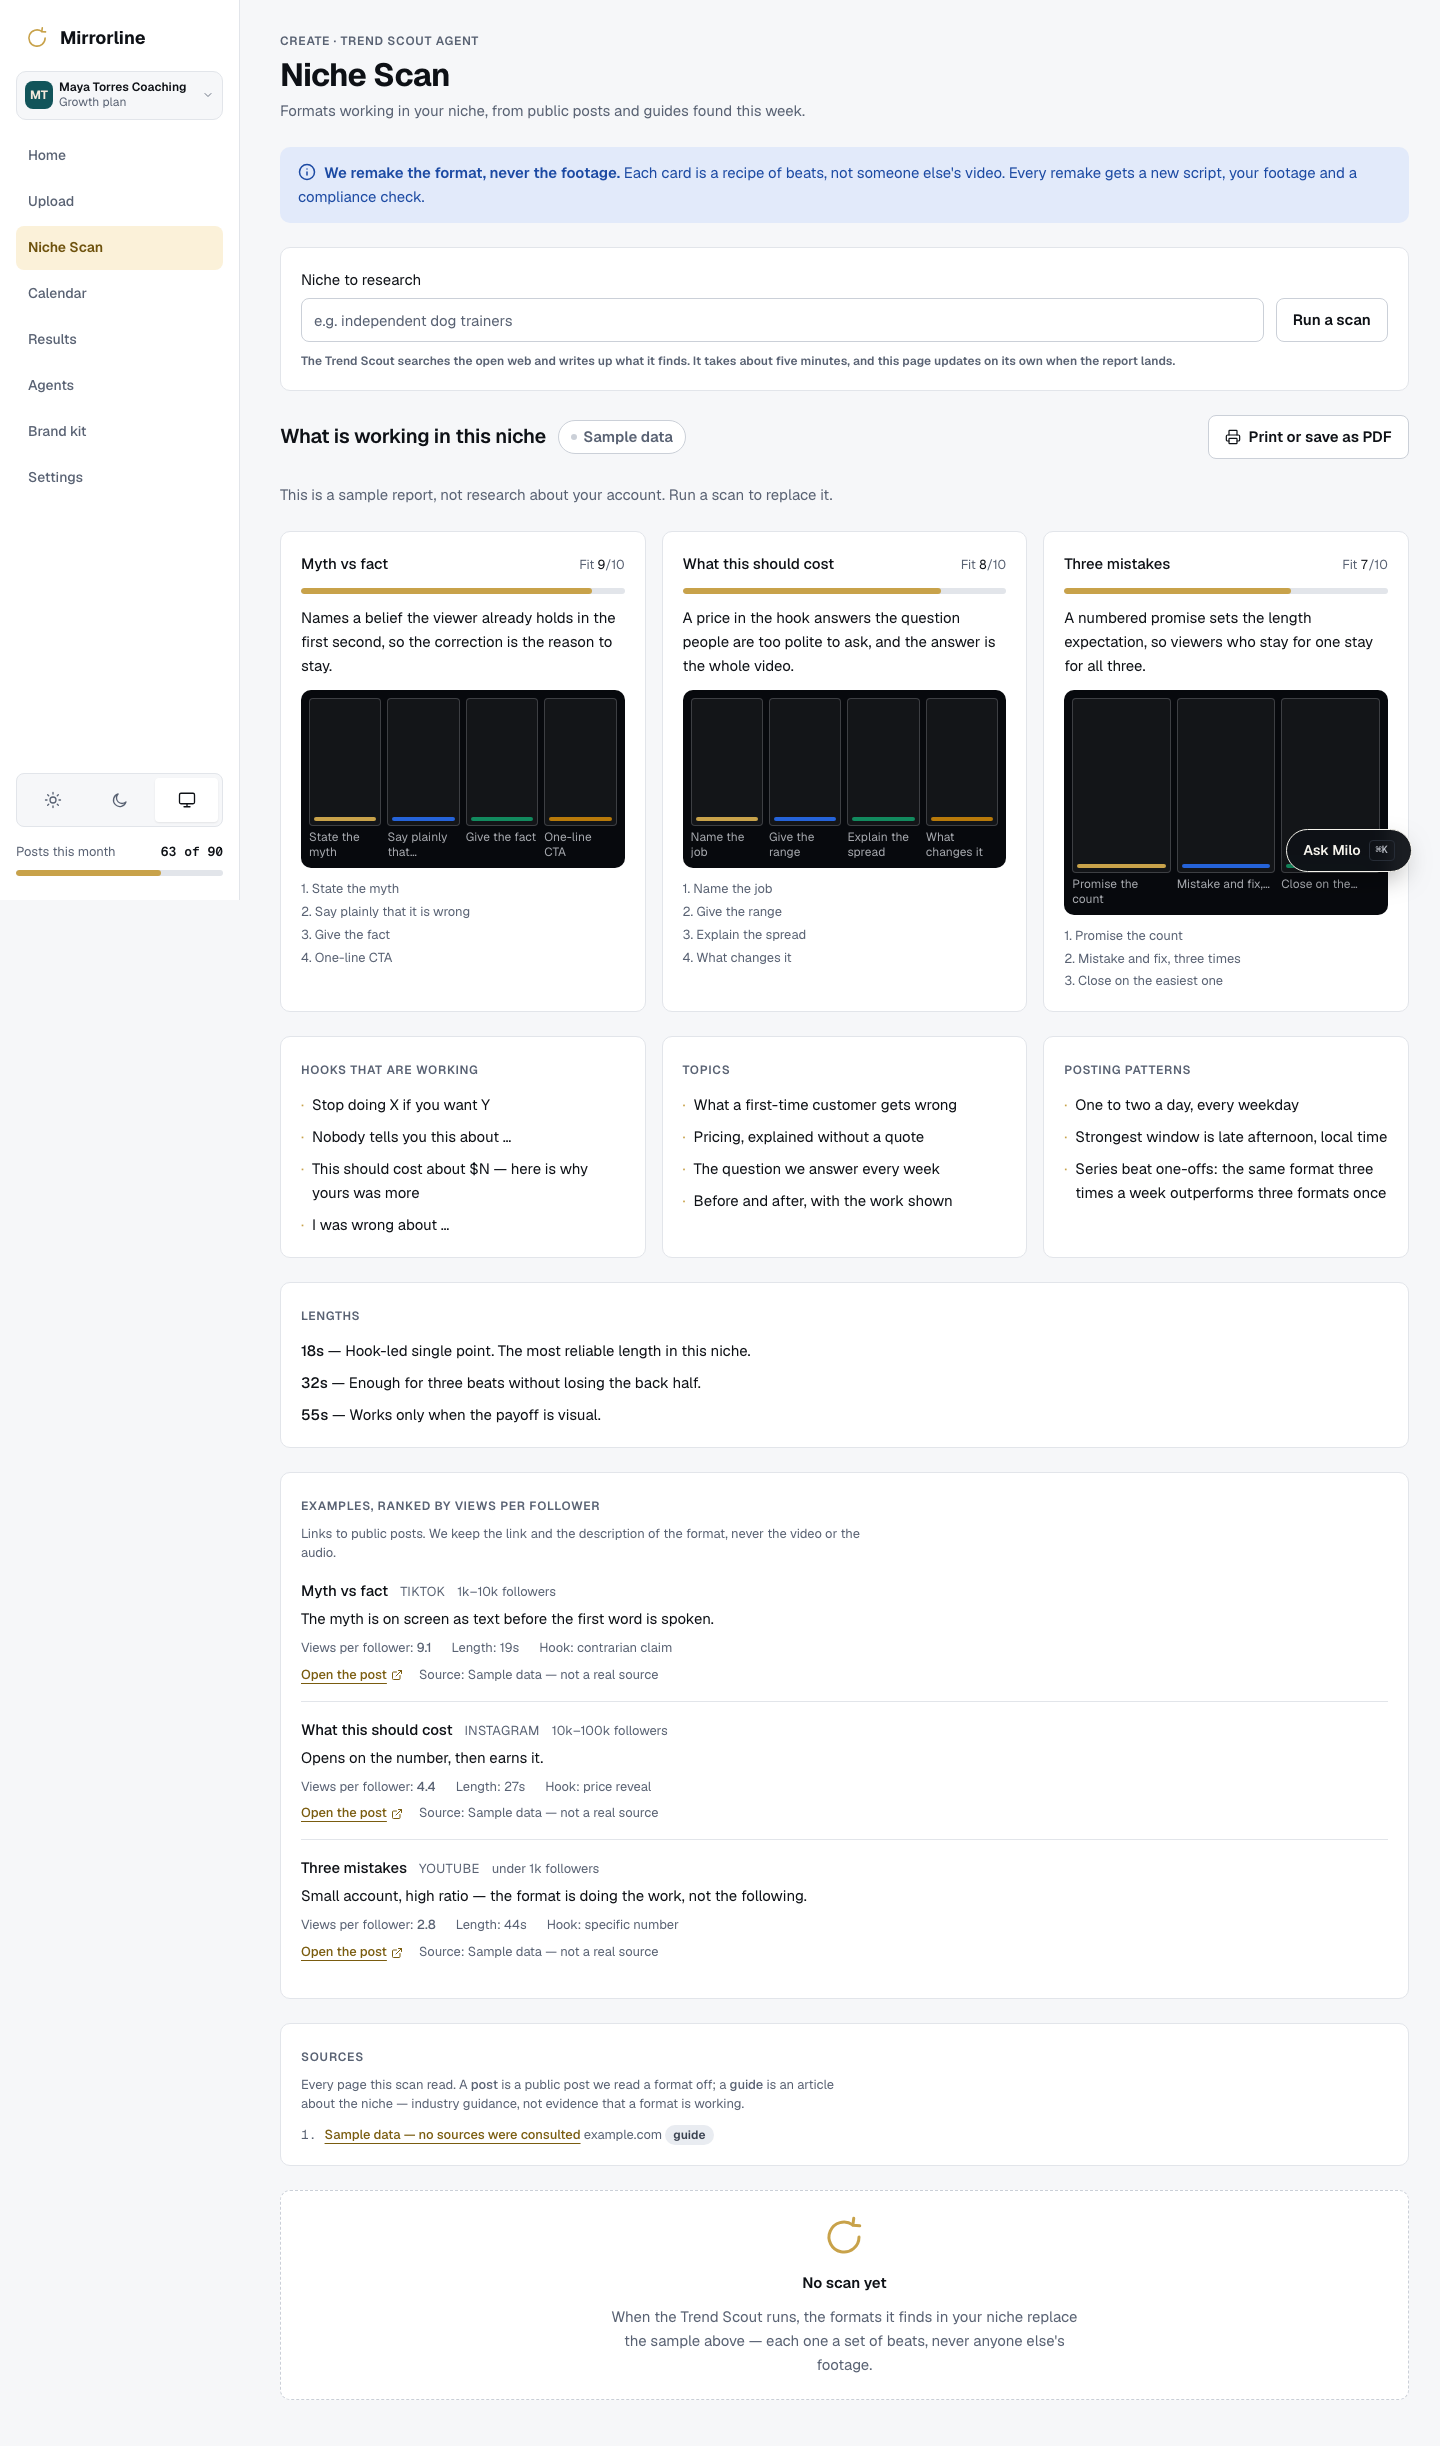 Mirrorline
MT
Maya Torres Coaching
Growth plan
Home
Upload
Niche Scan
Calendar
Results
Agents
Brand kit
Settings
Posts this month 63 of 90
CREATE · TREND SCOUT AGENT
Niche Scan
Formats working in your niche, from public posts and guides found this week.
We remake the format, never the footage. Each card is a recipe of beats, not someone else's video. Every remake gets a new script, your footage and a
compliance check.
Niche to research
e.g. independent dog trainers
Run a scan
The Trend Scout searches the open web and writes up what it finds. It takes about five minutes, and this page updates on its own when the report lands.
What is working in this niche
Sample data
Print or save as PDF
This is a sample report, not research about your account. Run a scan to replace it.
Myth vs fact Fit 9/10
Names a belief the viewer already holds in the
first second, so the correction is the reason to
stay.
State the
myth
Say plainly
that…
Give the fact
One-line
CTA
1. State the myth
2. Say plainly that it is wrong
3. Give the fact
4. One-line CTA
What this should cost Fit 8/10
A price in the hook answers the question
people are too polite to ask, and the answer is
the whole video.
Name the
job
Give the
range
Explain the
spread
What
changes it
1. Name the job
2. Give the range
3. Explain the spread
4. What changes it
Three mistakes Fit 7/10
A numbered promise sets the length
expectation, so viewers who stay for one stay
for all three.
Promise the
count
Mistake and fix,…
Close on the…
Ask Milo ⌘K
1. Promise the count
2. Mistake and fix, three times
3. Close on the easiest one
HOOKS THAT ARE WORKING
· Stop doing X if you want Y
· Nobody tells you this about …
· This should cost about $N — here is why
yours was more
· I was wrong about …
TOPICS
· What a first-time customer gets wrong
· Pricing, explained without a quote
· The question we answer every week
· Before and after, with the work shown
POSTING PATTERNS
· One to two a day, every weekday
· Strongest window is late afternoon, local time
· Series beat one-offs: the same format three
times a week outperforms three formats once
LENGTHS
18s — Hook-led single point. The most reliable length in this niche.
32s — Enough for three beats without losing the back half.
55s — Works only when the payoff is visual.
EXAMPLES, RANKED BY VIEWS PER FOLLOWER
Links to public posts. We keep the link and the description of the format, never the video or the
audio.
Myth vs fact TIKTOK 1k–10k followers
The myth is on screen as text before the first word is spoken.
Views per follower: 9.1 Length: 19s Hook: contrarian claim
Open the post Source: Sample data — not a real source
What this should cost INSTAGRAM 10k–100k followers
Opens on the number, then earns it.
Views per follower: 4.4 Length: 27s Hook: price reveal
Open the post Source: Sample data — not a real source
Three mistakes YOUTUBE under 1k followers
Small account, high ratio — the format is doing the work, not the following.
Views per follower: 2.8 Length: 44s Hook: specific number
Open the post Source: Sample data — not a real source
SOURCES
Every page this scan read. A post is a public post we read a format off; a guide is an article
about the niche — industry guidance, not evidence that a format is working.
1. Sample data — no sources were consulted example.com guide
No scan yet
When the Trend Scout runs, the formats it finds in your niche replace
the sample above — each one a set of beats, never anyone else's
footage.